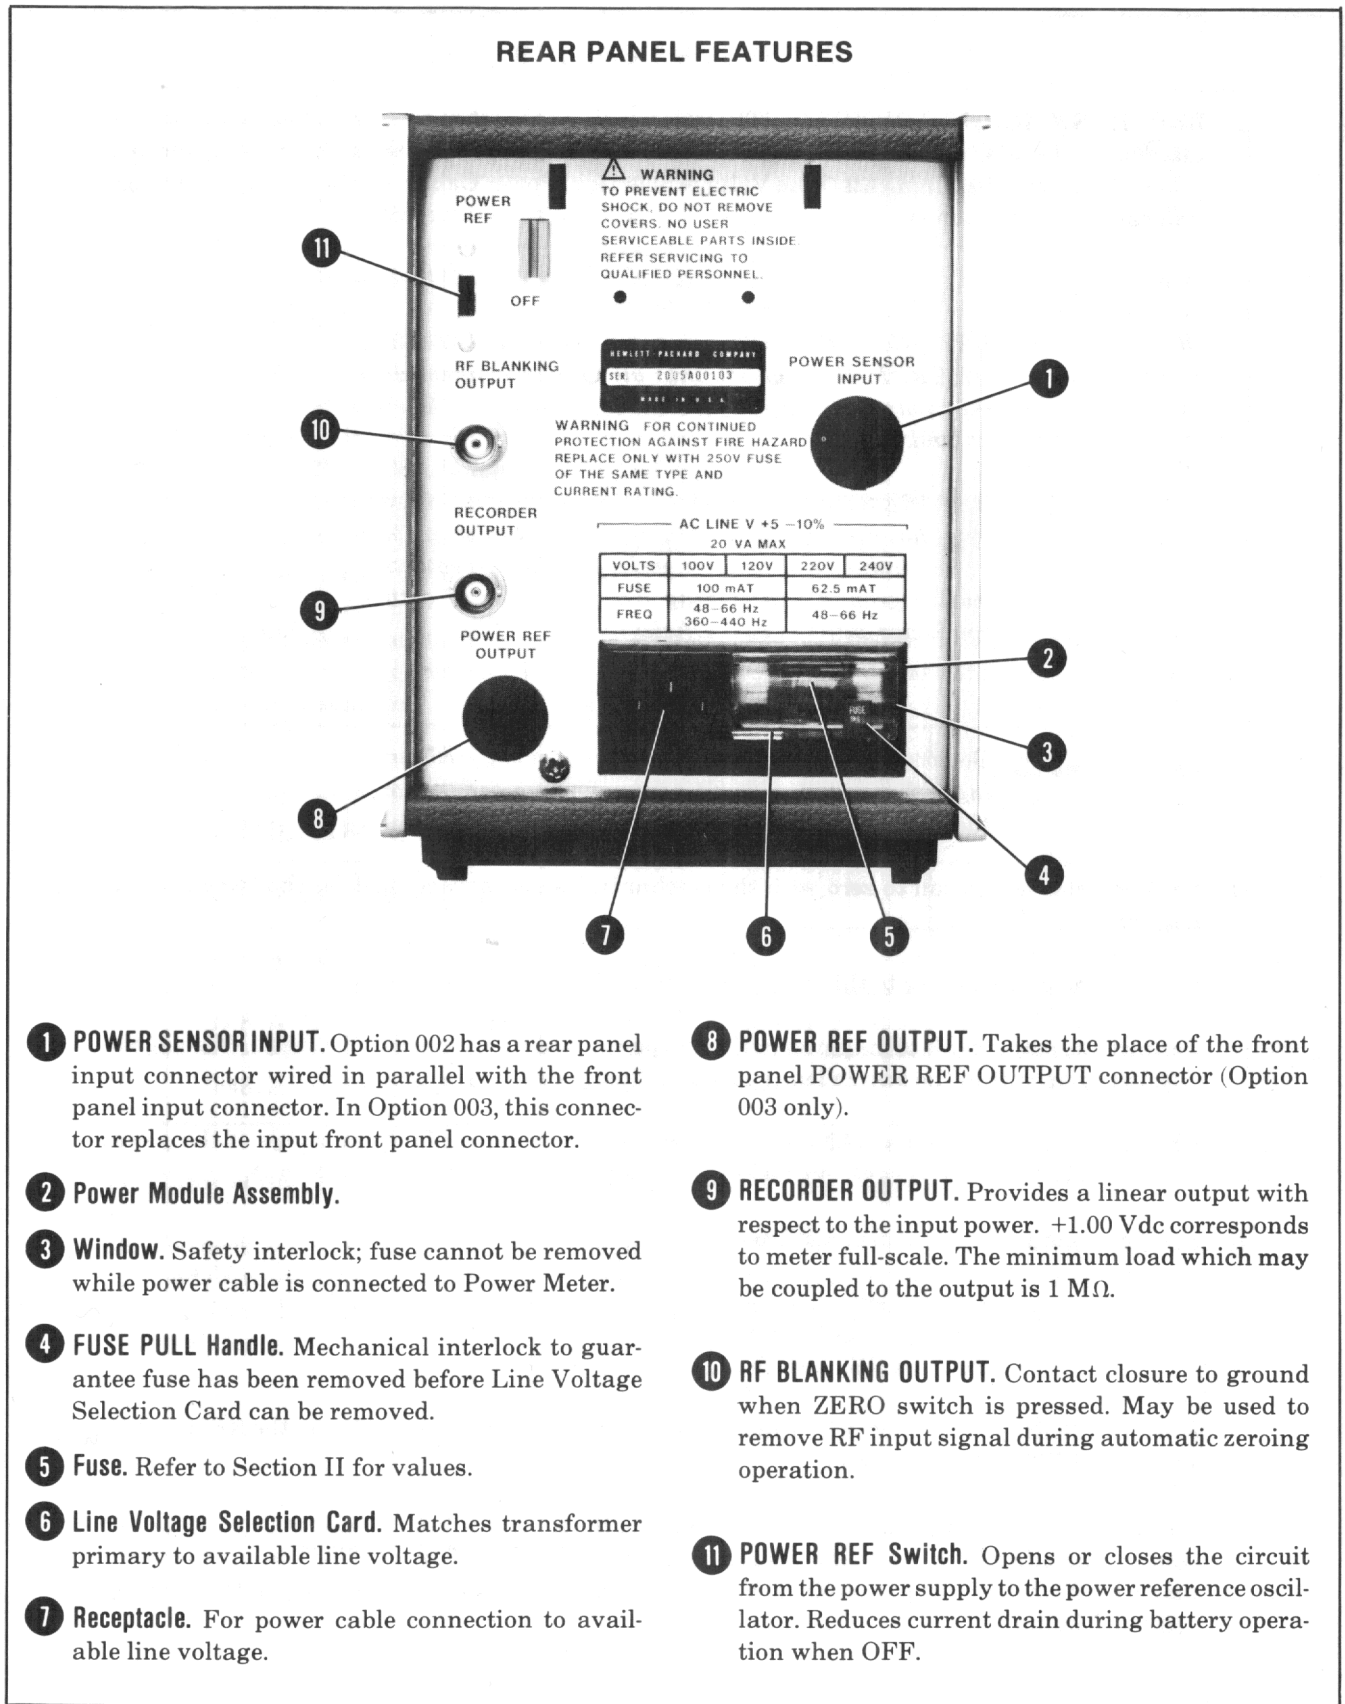 REAR PANEL FEATURES
WARNING
TO PREVENT ELECTRIC
SHOCK, DO NOT REMOVE
COVERS. NO USER
SERVICEABLE PARTS INSIDE.
REFER SERVICING TO
QUALIFIED PERSONNEL.
POWER
REF
11
OFF
HEWLETT·PACKARD COMPANY
SER. 2005A00103
MADE IN U.S.A.
POWER SENSOR
INPUT
1
RF BLANKING
OUTPUT
10
WARNING FOR CONTINUED
PROTECTION AGAINST FIRE HAZARD
REPLACE ONLY WITH 250V FUSE
OF THE SAME TYPE AND
CURRENT RATING.
RECORDER
OUTPUT
9
AC LINE V +5 –10%
20 VA MAX
VOLTS 100V 120V 220V 240V
FUSE 100 mAT 62.5 mAT
FREQ 48–66 Hz 360–440 Hz 48–66 Hz
POWER REF
OUTPUT
2
FUSE
3
8
4
7
6
5
1 POWER SENSOR INPUT. Option 002 has a rear panel
input connector wired in parallel with the front
panel input connector. In Option 003, this connec-
tor replaces the input front panel connector.
2 Power Module Assembly.
3 Window. Safety interlock; fuse cannot be removed
while power cable is connected to Power Meter.
4 FUSE PULL Handle. Mechanical interlock to guar-
antee fuse has been removed before Line Voltage
Selection Card can be removed.
5 Fuse. Refer to Section II for values.
6 Line Voltage Selection Card. Matches transformer
primary to available line voltage.
7 Receptacle. For power cable connection to avail-
able line voltage.
8 POWER REF OUTPUT. Takes the place of the front
panel POWER REF OUTPUT connector (Option
003 only).
9 RECORDER OUTPUT. Provides a linear output with
respect to the input power. +1.00 Vdc corresponds
to meter full-scale. The minimum load which may
be coupled to the output is 1 MΩ.
10 RF BLANKING OUTPUT. Contact closure to ground
when ZERO switch is pressed. May be used to
remove RF input signal during automatic zeroing
operation.
11 POWER REF Switch. Opens or closes the circuit
from the power supply to the power reference oscil-
lator. Reduces current drain during battery opera-
tion when OFF.